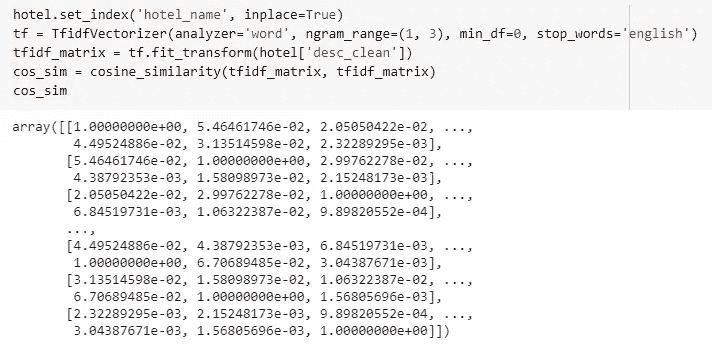 hotel.set_index('hotel_name', inplace=True)
tf = TfidfVectorizer(analyzer='word', ngram_range=(1, 3), min_df=0, stop_words='english')
tfidf_matrix = tf.fit_transform(hotel['desc_clean'])
cos_sim = cosine_similarity(tfidf_matrix, tfidf_matrix)
cos_sim
array([[1.00000000e+00, 5.46461746e-02, 2.05050422e-02, ...,
4.49524886e-02, 3.13514598e-02, 2.32289295e-03],
[5.46461746e-02, 1.00000000e+00, 2.99762278e-02, ...,
4.38792353e-03, 1.58098973e-02, 2.15248173e-03],
[2.05050422e-02, 2.99762278e-02, 1.00000000e+00, ...,
6.84519731e-03, 1.06322387e-02, 9.89820552e-04],
...,
[4.49524886e-02, 4.38792353e-03, 6.84519731e-03, ...,
1.00000000e+00, 6.70689485e-02, 3.04387671e-03],
[3.13514598e-02, 1.58098973e-02, 1.06322387e-02, ...,
6.70689485e-02, 1.00000000e+00, 1.56805696e-03],
[2.32289295e-03, 2.15248173e-03, 9.89820552e-04, ...,
3.04387671e-03, 1.56805696e-03, 1.00000000e+00]])